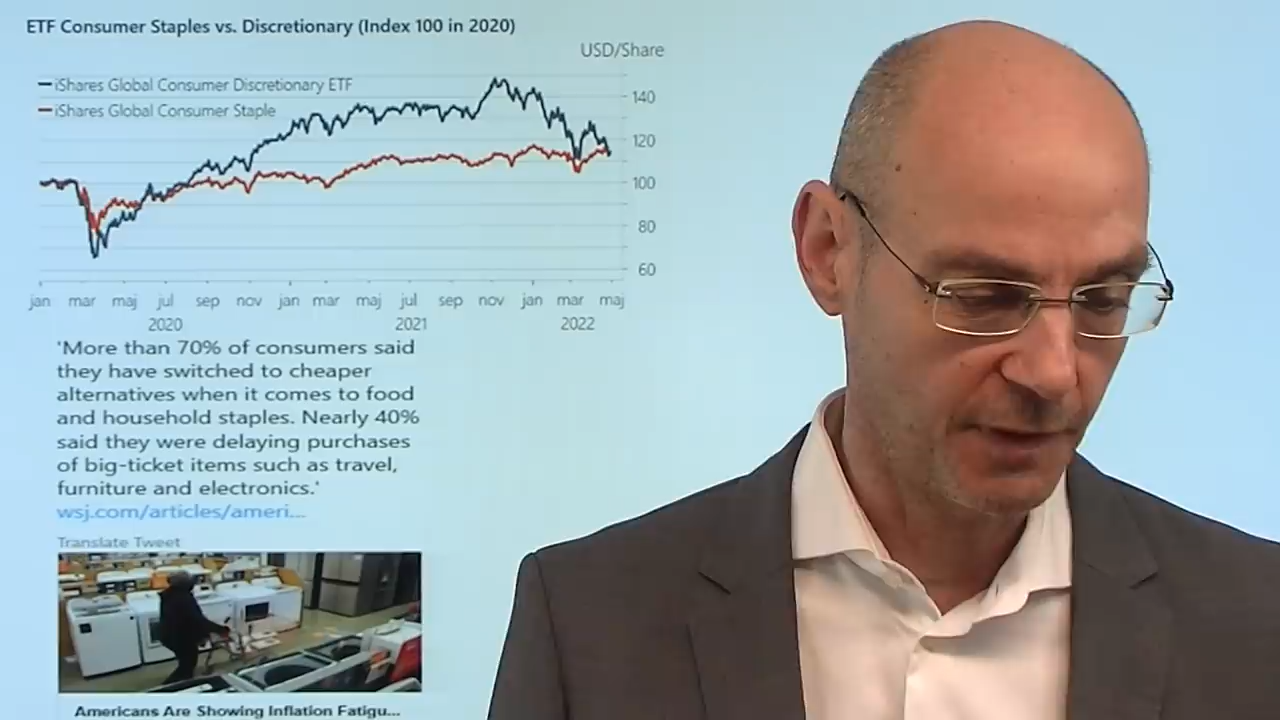 ETF Consumer Staples vs. Discretionary (Index 100 in 2020)
USD/Share
iShares Global Consumer Discretionary ETF
iShares Global Consumer Staple
140
120
100
80
60
jan mar maj jul sep nov jan mar maj jul sep nov jan mar maj
2020 2021 2022
'More than 70% of consumers said
they have switched to cheaper
alternatives when it comes to food
and household staples. Nearly 40%
said they were delaying purchases
of big-ticket items such as travel,
furniture and electronics.'
wsj.com/articles/ameri...
Translate Tweet
Americans Are Showing Inflation Fatigu...